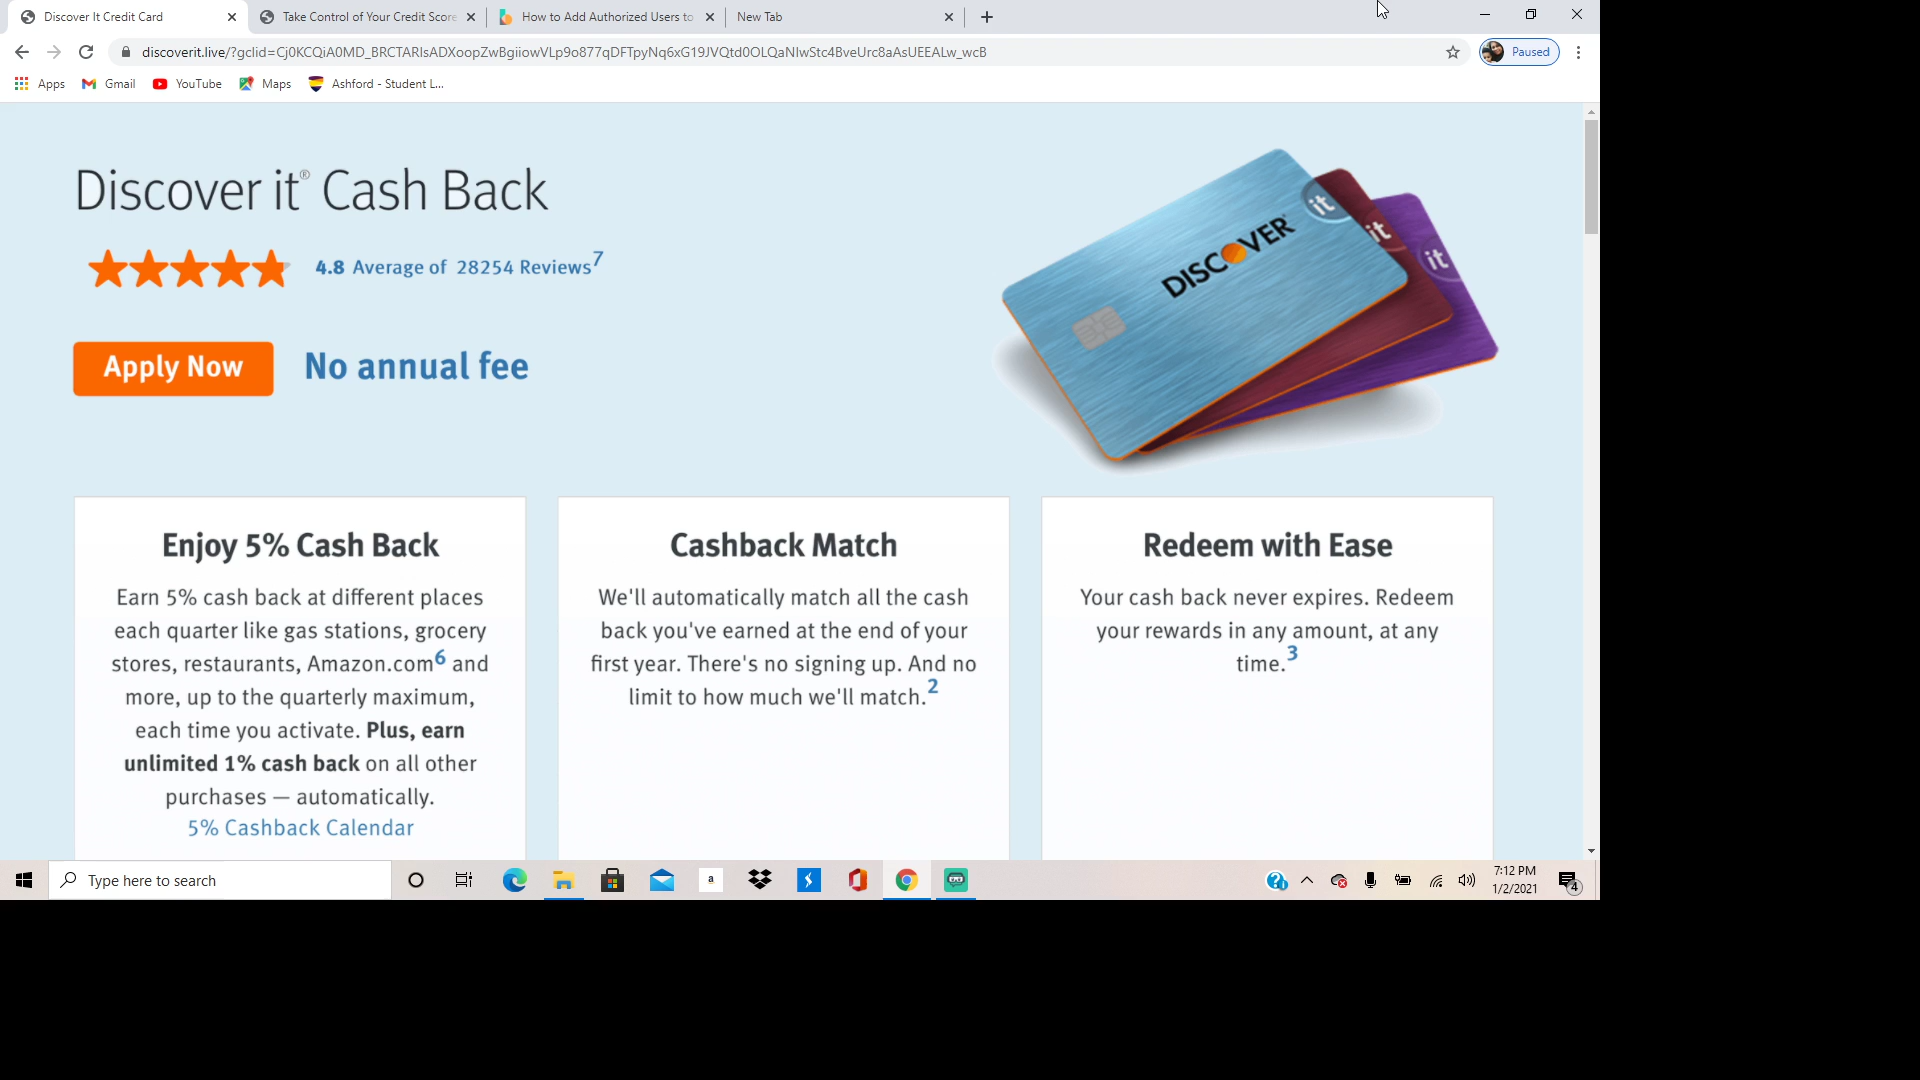 Discover It Credit Card
Take Control of Your Credit Score
How to Add Authorized Users to
New Tab
discoverit.live/?gclid=Cj0KCQiA0MD_BRCTARIsADXoopZwBgiiowVLp9o877qDFTpyNq6xG19JVQtd0OLQaNIwStc4BveUrc8aAsUEEALw_wcB
Paused
Apps
Gmail
YouTube
Maps
Ashford - Student L...
Discover it® Cash Back
4.8 Average of 28254 Reviews7
Apply Now
No annual fee
DISCOVER
it
it
it
Enjoy 5% Cash Back
Earn 5% cash back at different places
each quarter like gas stations, grocery
stores, restaurants, Amazon.com6 and
more, up to the quarterly maximum,
each time you activate. Plus, earn
unlimited 1% cash back on all other
purchases — automatically.
5% Cashback Calendar
Cashback Match
We'll automatically match all the cash
back you've earned at the end of your
first year. There's no signing up. And no
limit to how much we'll match.2
Redeem with Ease
Your cash back never expires. Redeem
your rewards in any amount, at any
time.3
Type here to search
a
7:12 PM
1/2/2021
4